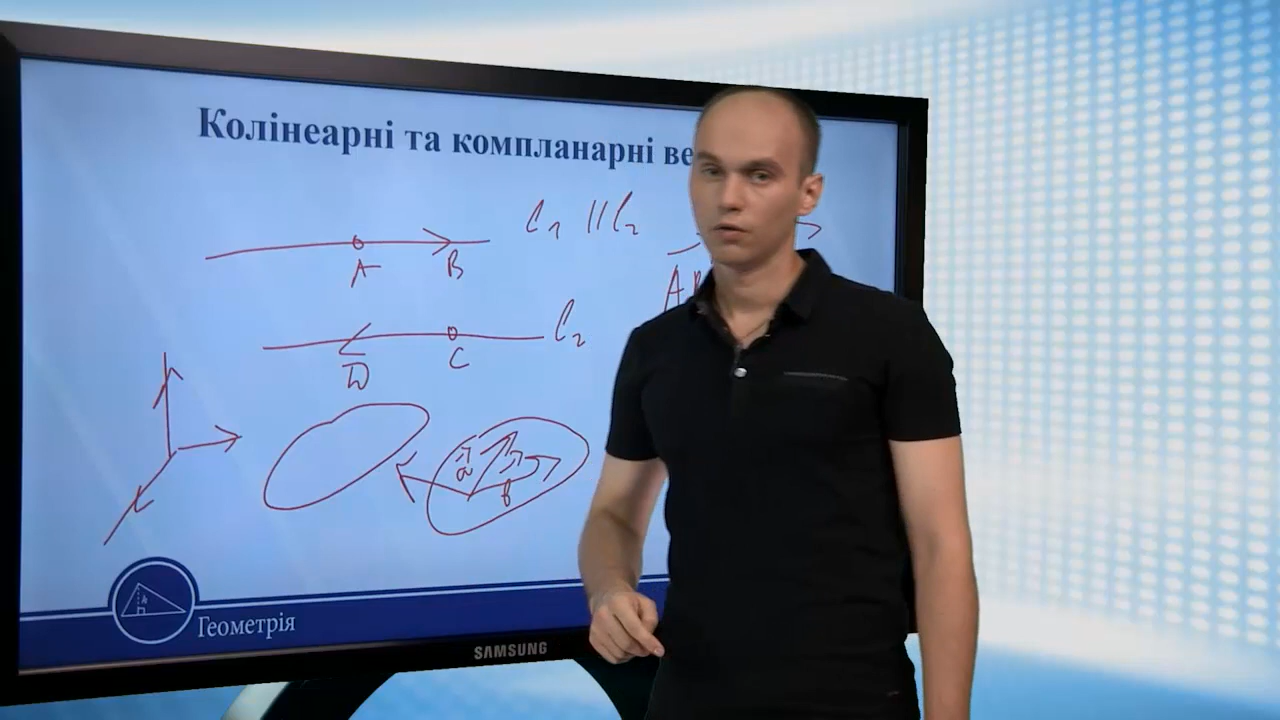 Колінеарні та компланарні ве
l₁ || l₂
A B
A
l₂
D C
a b
Геометрія
SAMSUNG